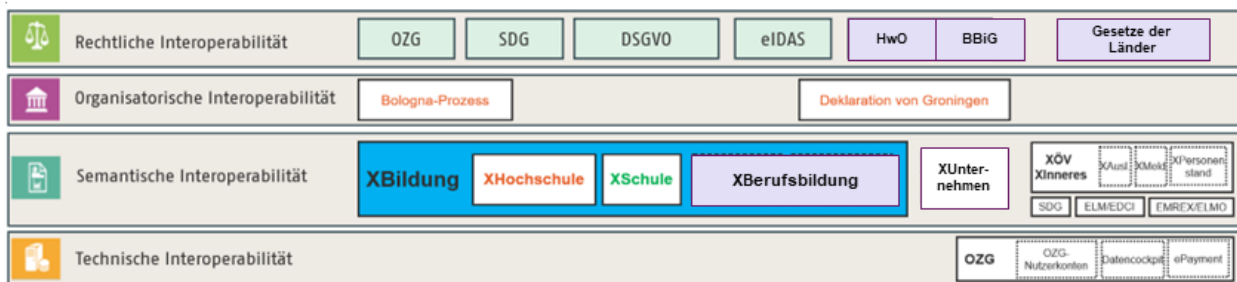 Rechtliche Interoperabilität
OZG
SDG
DSGVO
eIDAS
HwO
BBiG
Gesetze der
Länder
Organisatorische Interoperabilität
Bologna-Prozess
Deklaration von Groningen
Semantische Interoperabilität
XBildung
XHochschule
XSchule
XBerufsbildung
XUnter-
nehmen
XÖV
XInneres
XAusl
XMeld
XPersonen
stand
SDG
ELM/EDCI
EMREX/ELMO
Technische Interoperabilität
OZG
OZG-
Nutzerkonten
Datencockpit
ePayment